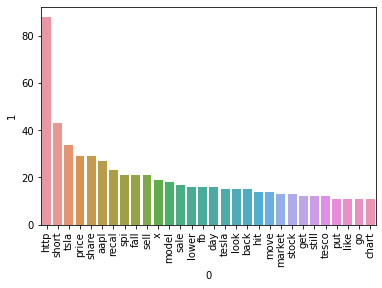 80
60
40
20
0
1
http
short
tsla
price
share
aapl
recal
spi
fall
sell
x
model
sale
lower
fb
day
tesla
look
back
hit
move
market
stock
get
still
tesco
put
like
go
chart
0